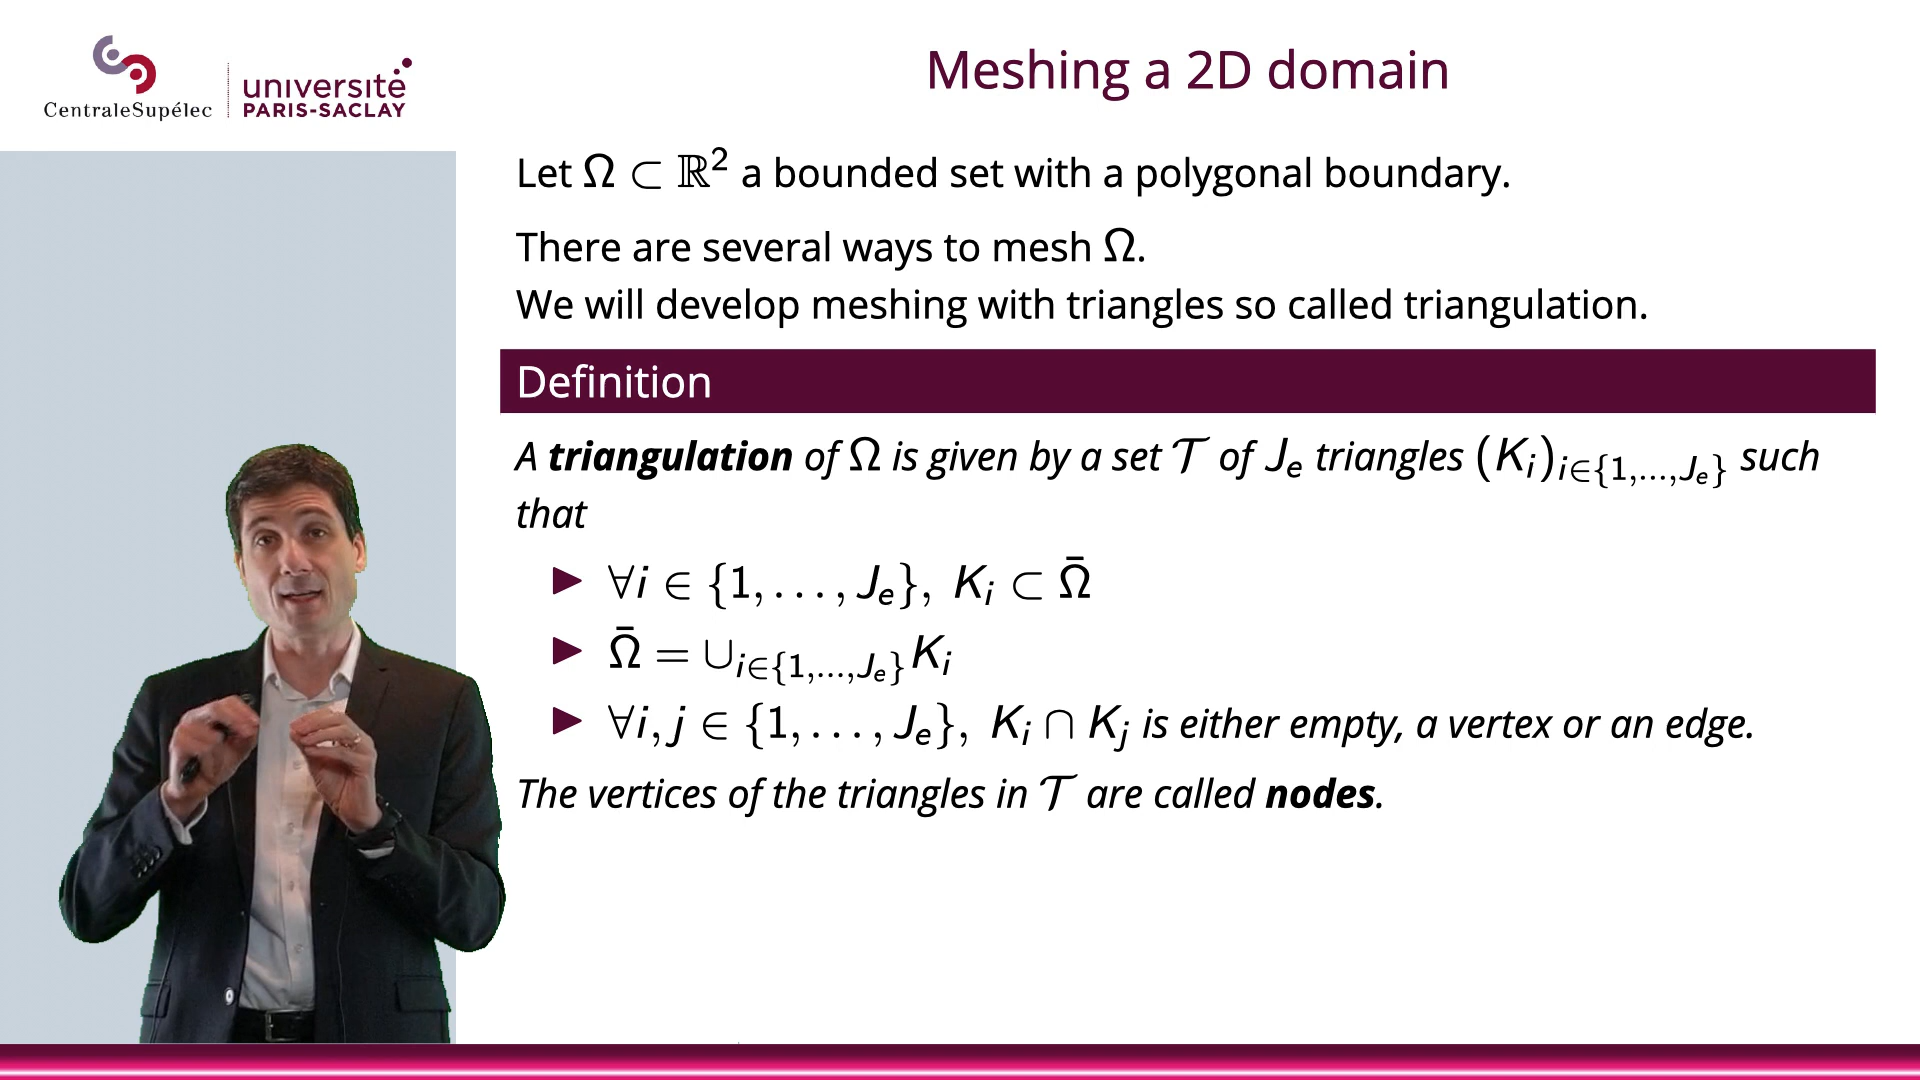 CentraleSupélec
université
PARIS-SACLAY
Meshing a 2D domain
Let Ω ⊂ ℝ² a bounded set with a polygonal boundary.
There are several ways to mesh Ω.
We will develop meshing with triangles so called triangulation.
Definition
A triangulation of Ω is given by a set 𝒯 of Jₑ triangles (Kᵢ)_{i∈{1,...,Jₑ}} such
that
▶ ∀i ∈ {1, . . . , Jₑ}, Kᵢ ⊂ Ω̄
▶ Ω̄ = ∪_{i∈{1,...,Jₑ}} Kᵢ
▶ ∀i, j ∈ {1, . . . , Jₑ}, Kᵢ ∩ Kⱼ is either empty, a vertex or an edge.
The vertices of the triangles in 𝒯 are called nodes.